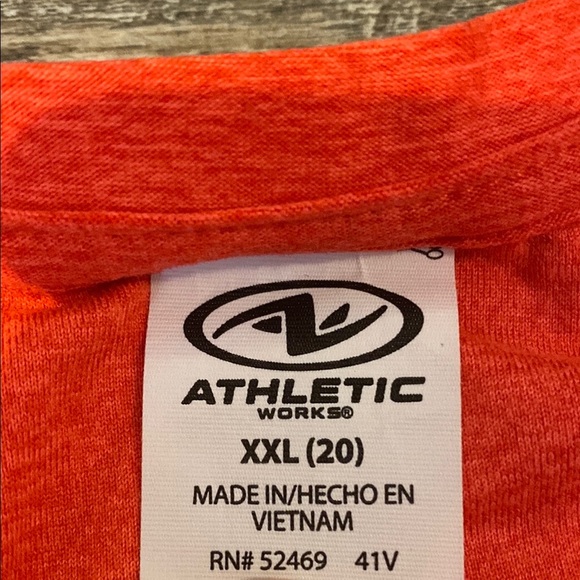 ATHLETIC
WORKS®
XXL (20)
MADE IN/HECHO EN
VIETNAM
RN# 52469 41V